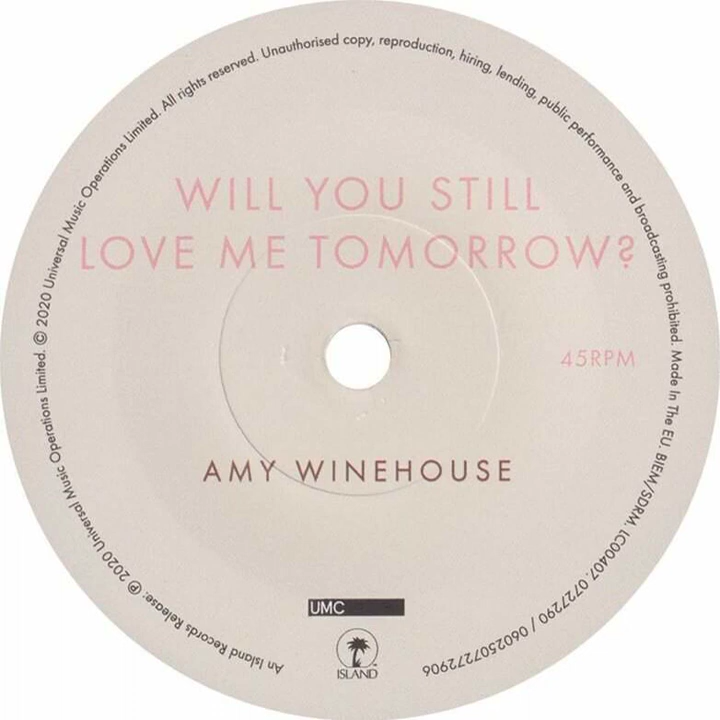 WILL YOU STILL
LOVE ME TOMORROW?
45RPM
AMY WINEHOUSE
UMC
ISLAND
An Island Records Release: ℗ 2020 Universal Music Operations Limited. © 2020 Universal Music Operations Limited. All rights reserved. Unauthorised copy, reproduction, hiring, lending, public performance and broadcasting prohibited. Made In The EU. BIEM/SDRM. LC00407. 0727290 / 0602507272906